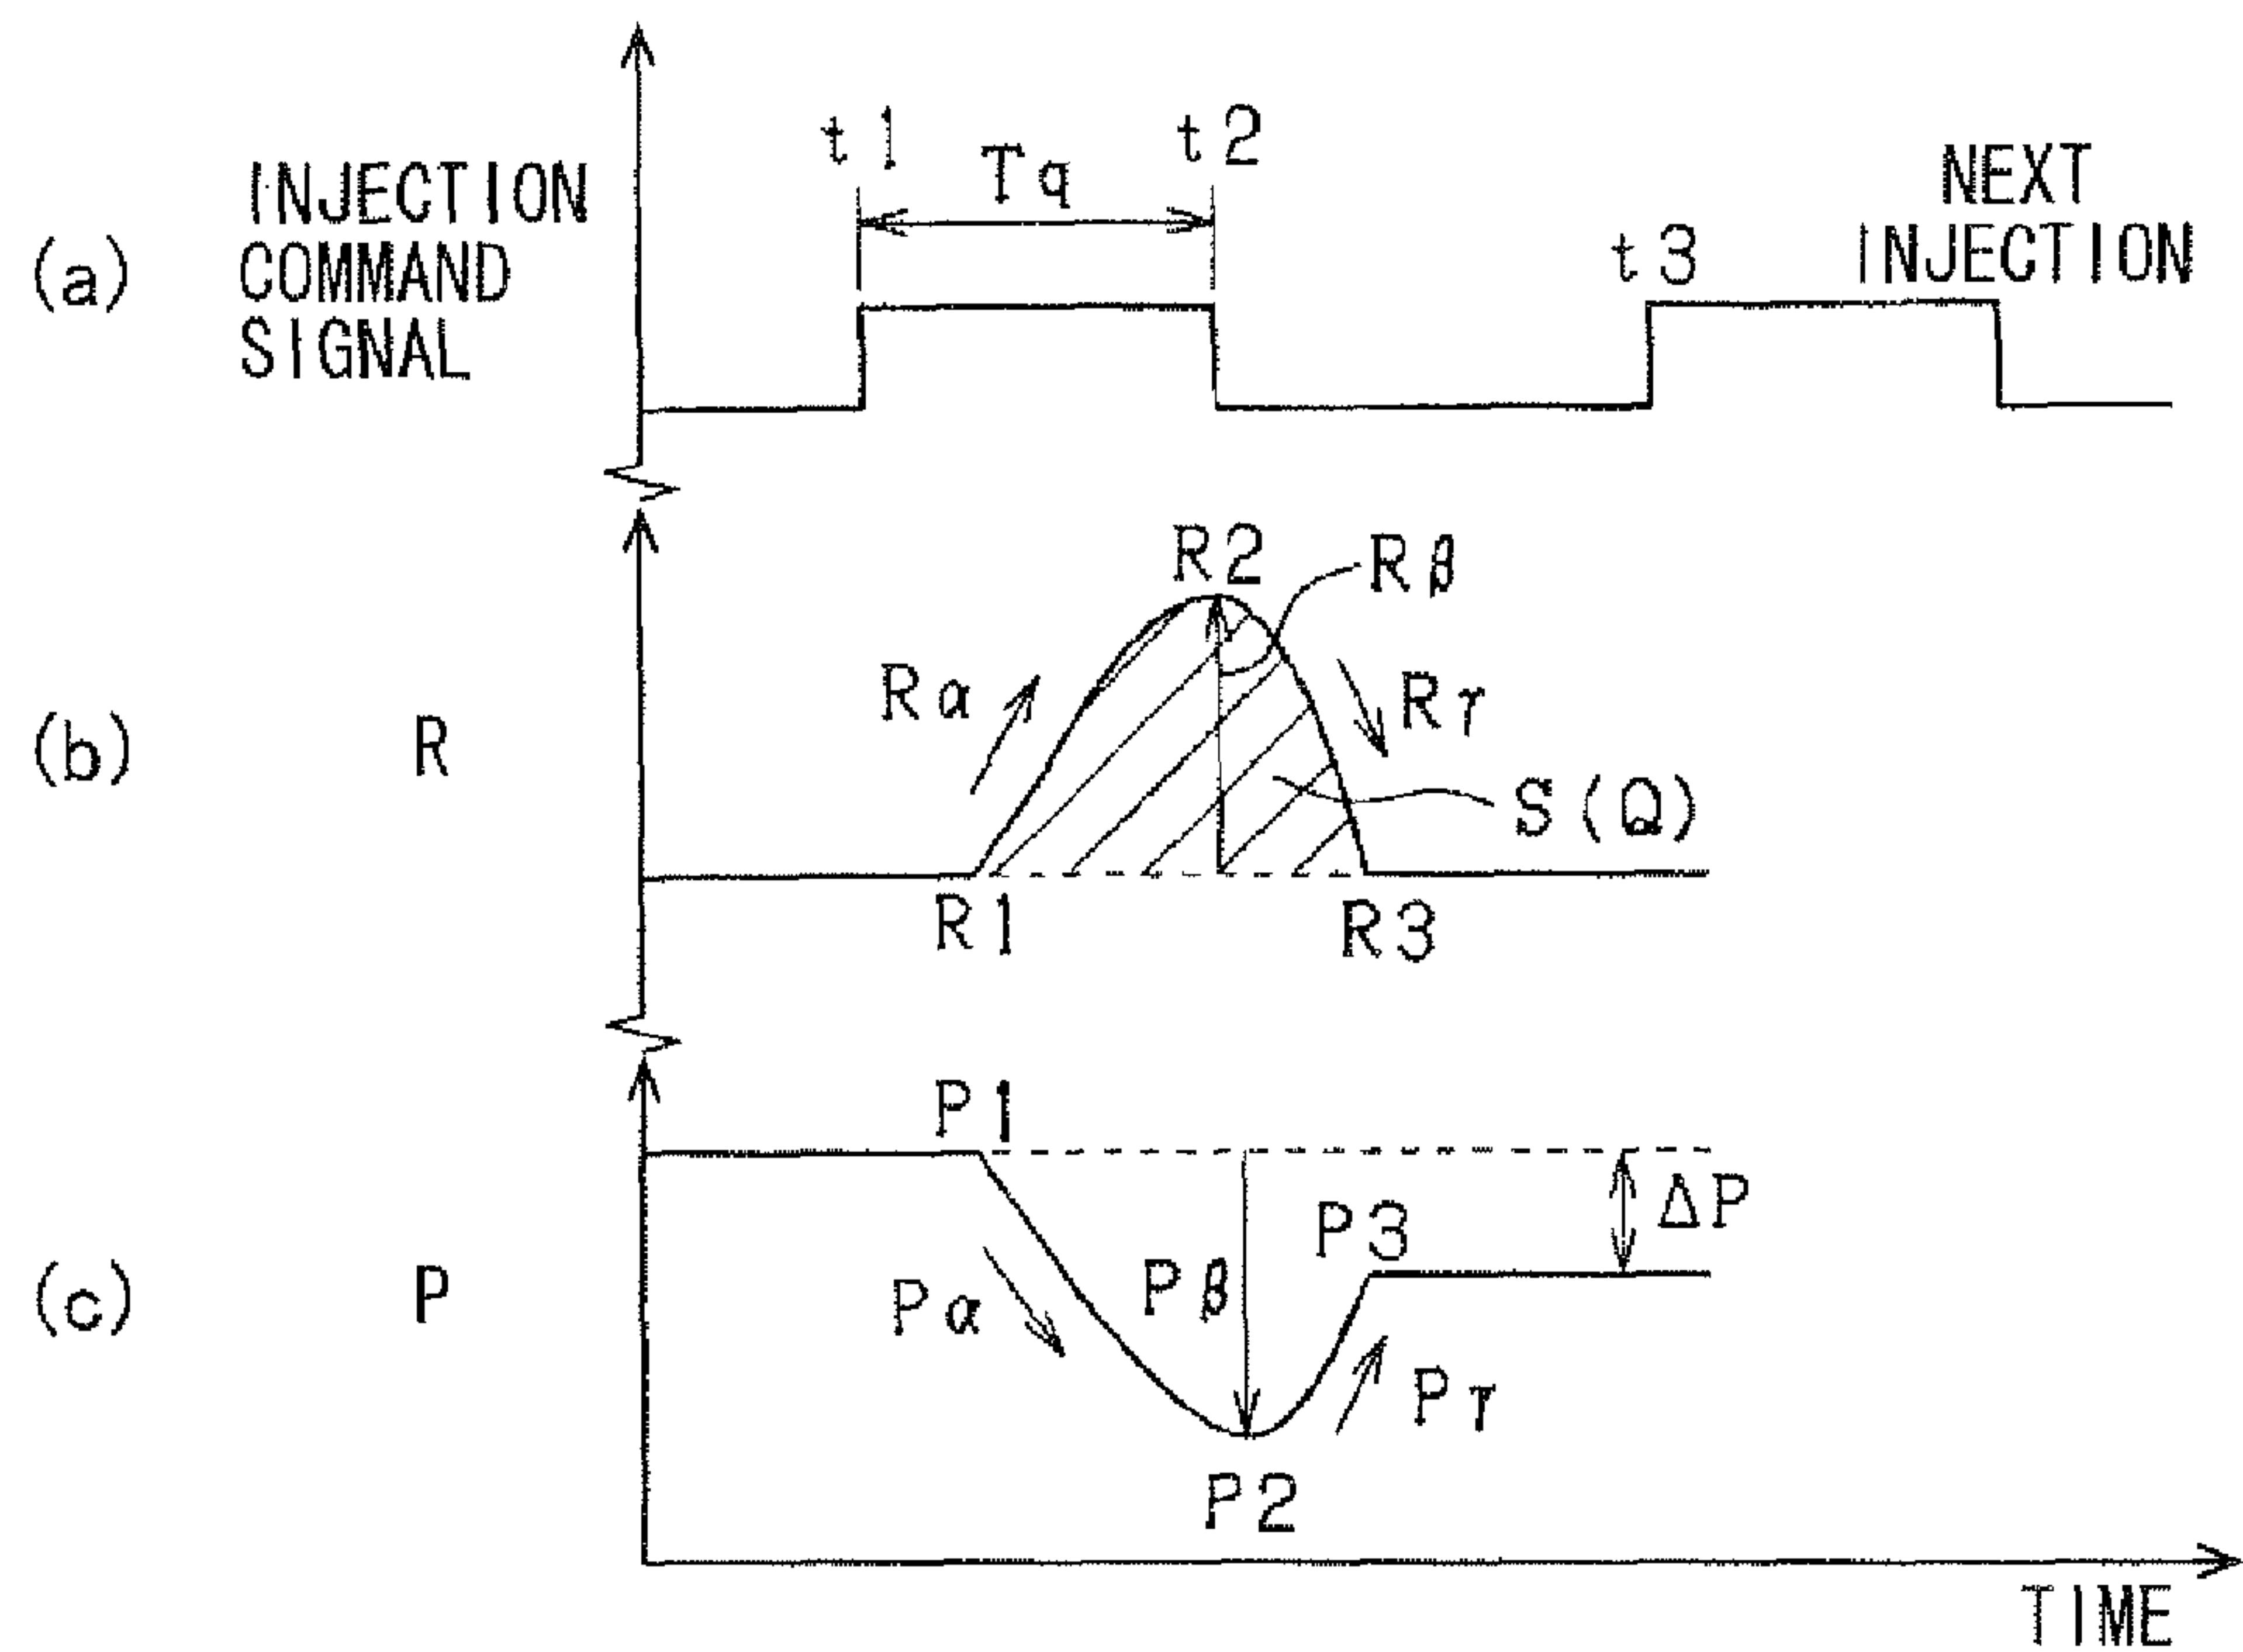 (a)
INJECTION
COMMAND
SIGNAL
t1
Tq
t2
t3
NEXT
INJECTION
(b)
R
R2
Rβ
Rα
Rγ
S(Q)
R1
R3
(c)
P
P1
ΔP
P3
Pβ
Pα
Pγ
P2
TIME